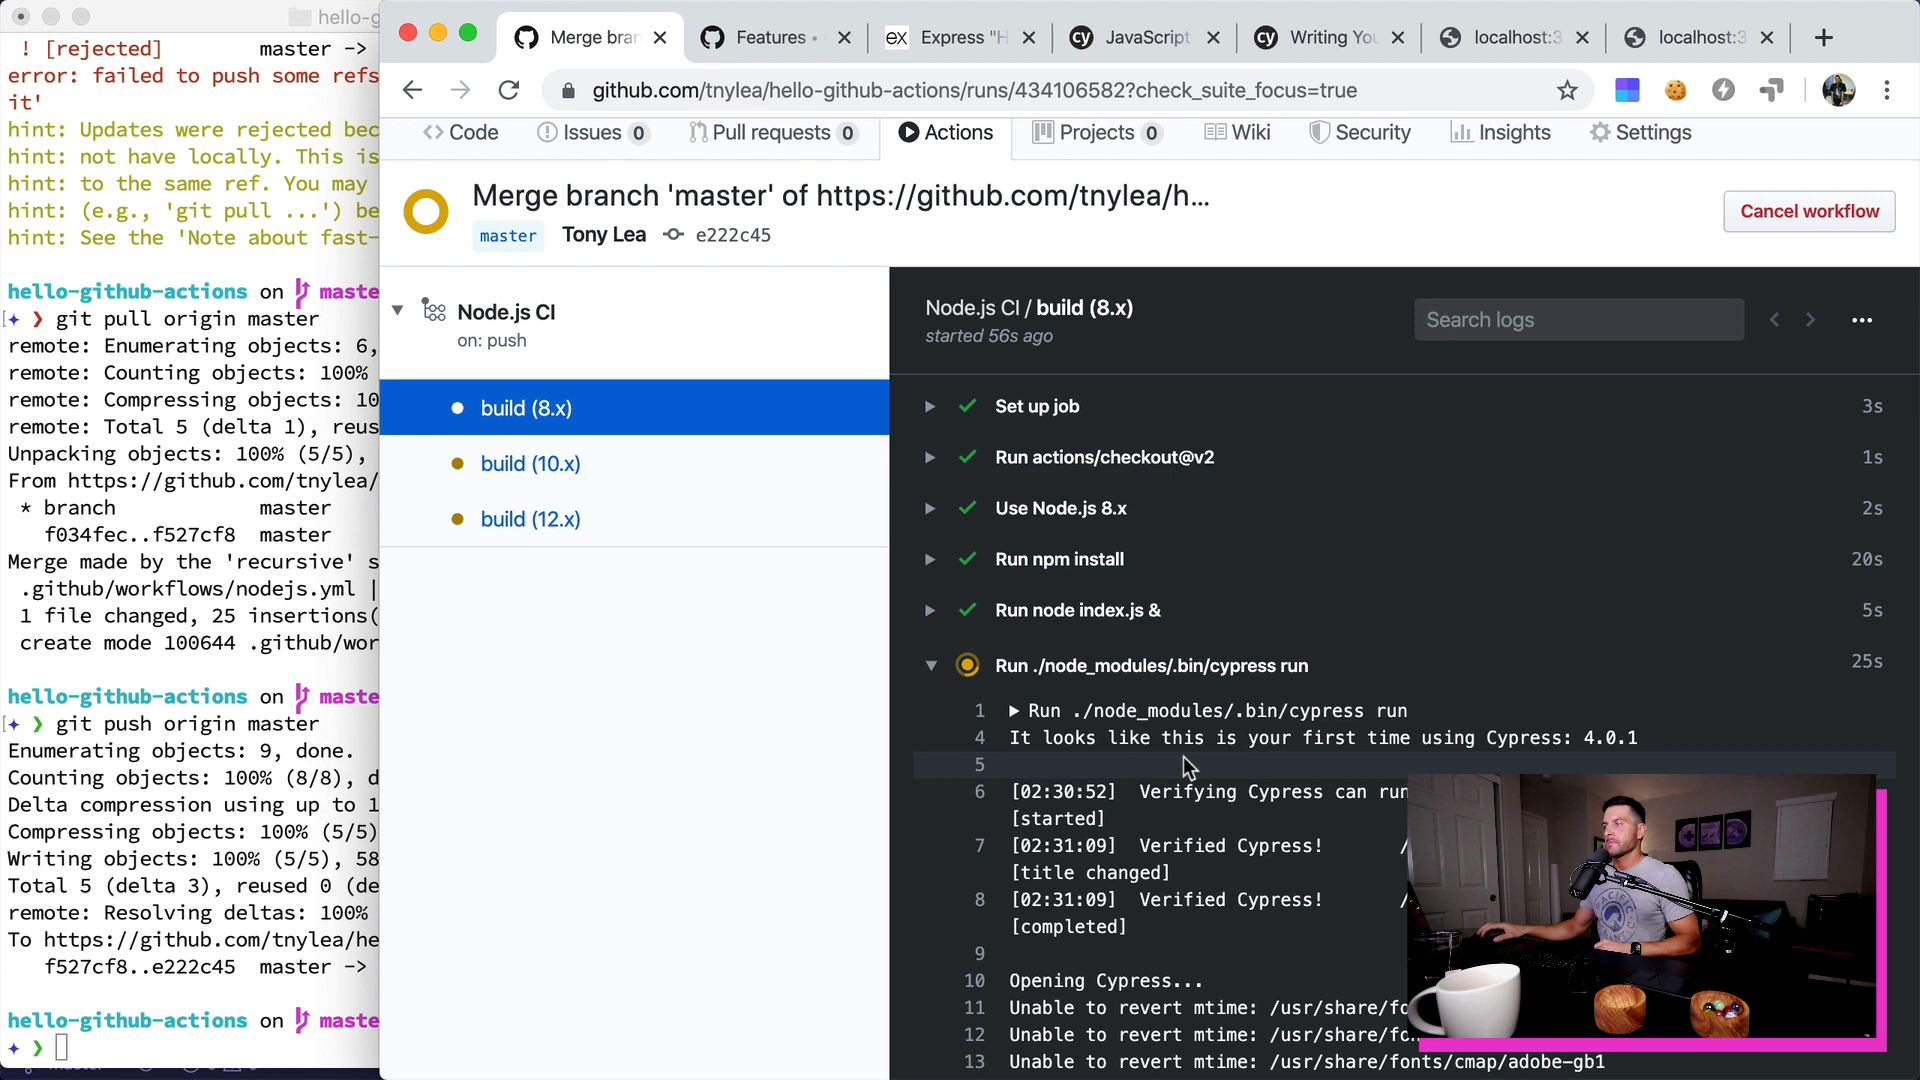 hello-g
! [rejected] master ->
error: failed to push some refs
it'
hint: Updates were rejected bec
hint: not have locally. This is
hint: to the same ref. You may
hint: (e.g., 'git pull ...') be
hint: See the 'Note about fast-
hello-github-actions on maste
[✦ ❯ git pull origin master
remote: Enumerating objects: 6,
remote: Counting objects: 100%
remote: Compressing objects: 10
remote: Total 5 (delta 1), reus
Unpacking objects: 100% (5/5),
From https://github.com/tnylea/
* branch master
f034fec..f527cf8 master
Merge made by the 'recursive' s
.github/workflows/nodejs.yml |
1 file changed, 25 insertions(
create mode 100644 .github/wor
hello-github-actions on maste
[✦ ❯ git push origin master
Enumerating objects: 9, done.
Counting objects: 100% (8/8), d
Delta compression using up to 1
Compressing objects: 100% (5/5)
Writing objects: 100% (5/5), 58
Total 5 (delta 3), reused 0 (de
remote: Resolving deltas: 100%
To https://github.com/tnylea/he
f527cf8..e222c45 master ->
hello-github-actions on maste
✦ ❯
Merge bran
Features •
ex Express "H
cy JavaScript
cy Writing You
localhost:3
localhost:3
github.com/tnylea/hello-github-actions/runs/434106582?check_suite_focus=true
Code Issues 0 Pull requests 0 Actions Projects 0 Wiki Security Insights Settings
Merge branch 'master' of https://github.com/tnylea/h...
master Tony Lea e222c45
Cancel workflow
Node.js CI
on: push
build (8.x)
build (10.x)
build (12.x)
Node.js CI / build (8.x)
started 56s ago
Search logs
Set up job 3s
Run actions/checkout@v2 1s
Use Node.js 8.x 2s
Run npm install 20s
Run node index.js & 5s
Run ./node_modules/.bin/cypress run 25s
1 ▶ Run ./node_modules/.bin/cypress run
4 It looks like this is your first time using Cypress: 4.0.1
5
6 [02:30:52] Verifying Cypress can run
[started]
7 [02:31:09] Verified Cypress! /
[title changed]
8 [02:31:09] Verified Cypress! /
[completed]
9
10 Opening Cypress...
11 Unable to revert mtime: /usr/share/fo
12 Unable to revert mtime: /usr/share/fo
13 Unable to revert mtime: /usr/share/fonts/cmap/adobe-gb1
PACIFIC